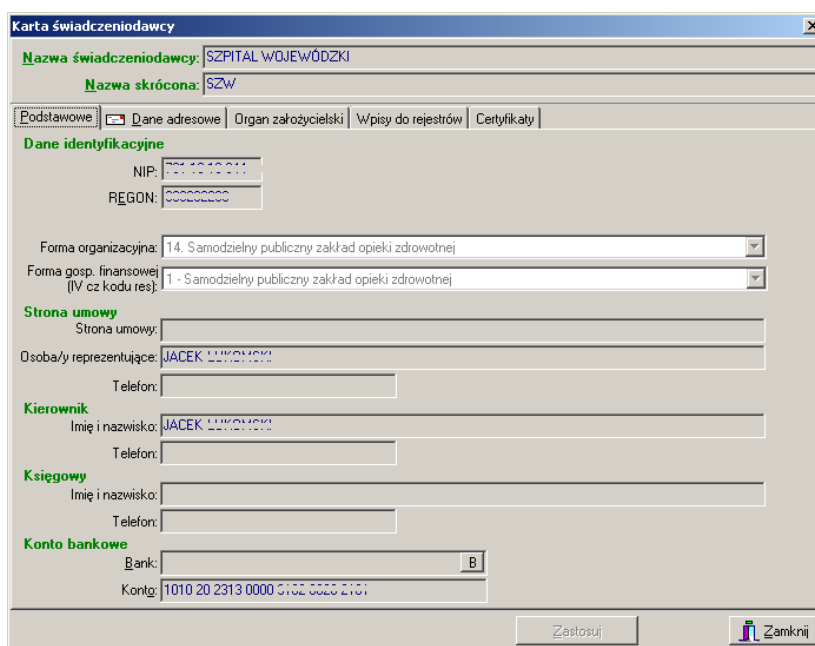 Karta świadczeniodawcy
Nazwa świadczeniodawcy: SZPITAL WOJEWÓDZKI
Nazwa skrócona: SZW
Podstawowe Dane adresowe Organ założycielski Wpisy do rejestrów Certyfikaty
Dane identyfikacyjne
NIP:
REGON:
Forma organizacyjna: 14. Samodzielny publiczny zakład opieki zdrowotnej
Forma gosp. finansowej
(IV cz kodu res): 1 - Samodzielny publiczny zakład opieki zdrowotnej
Strona umowy
Strona umowy:
Osoba/y reprezentujące: JACEK
Telefon:
Kierownik
Imię i nazwisko: JACEK
Telefon:
Księgowy
Imię i nazwisko:
Telefon:
Konto bankowe
Bank: B
Konto: 1010 20 2313 0000
Zastosuj Zamknij